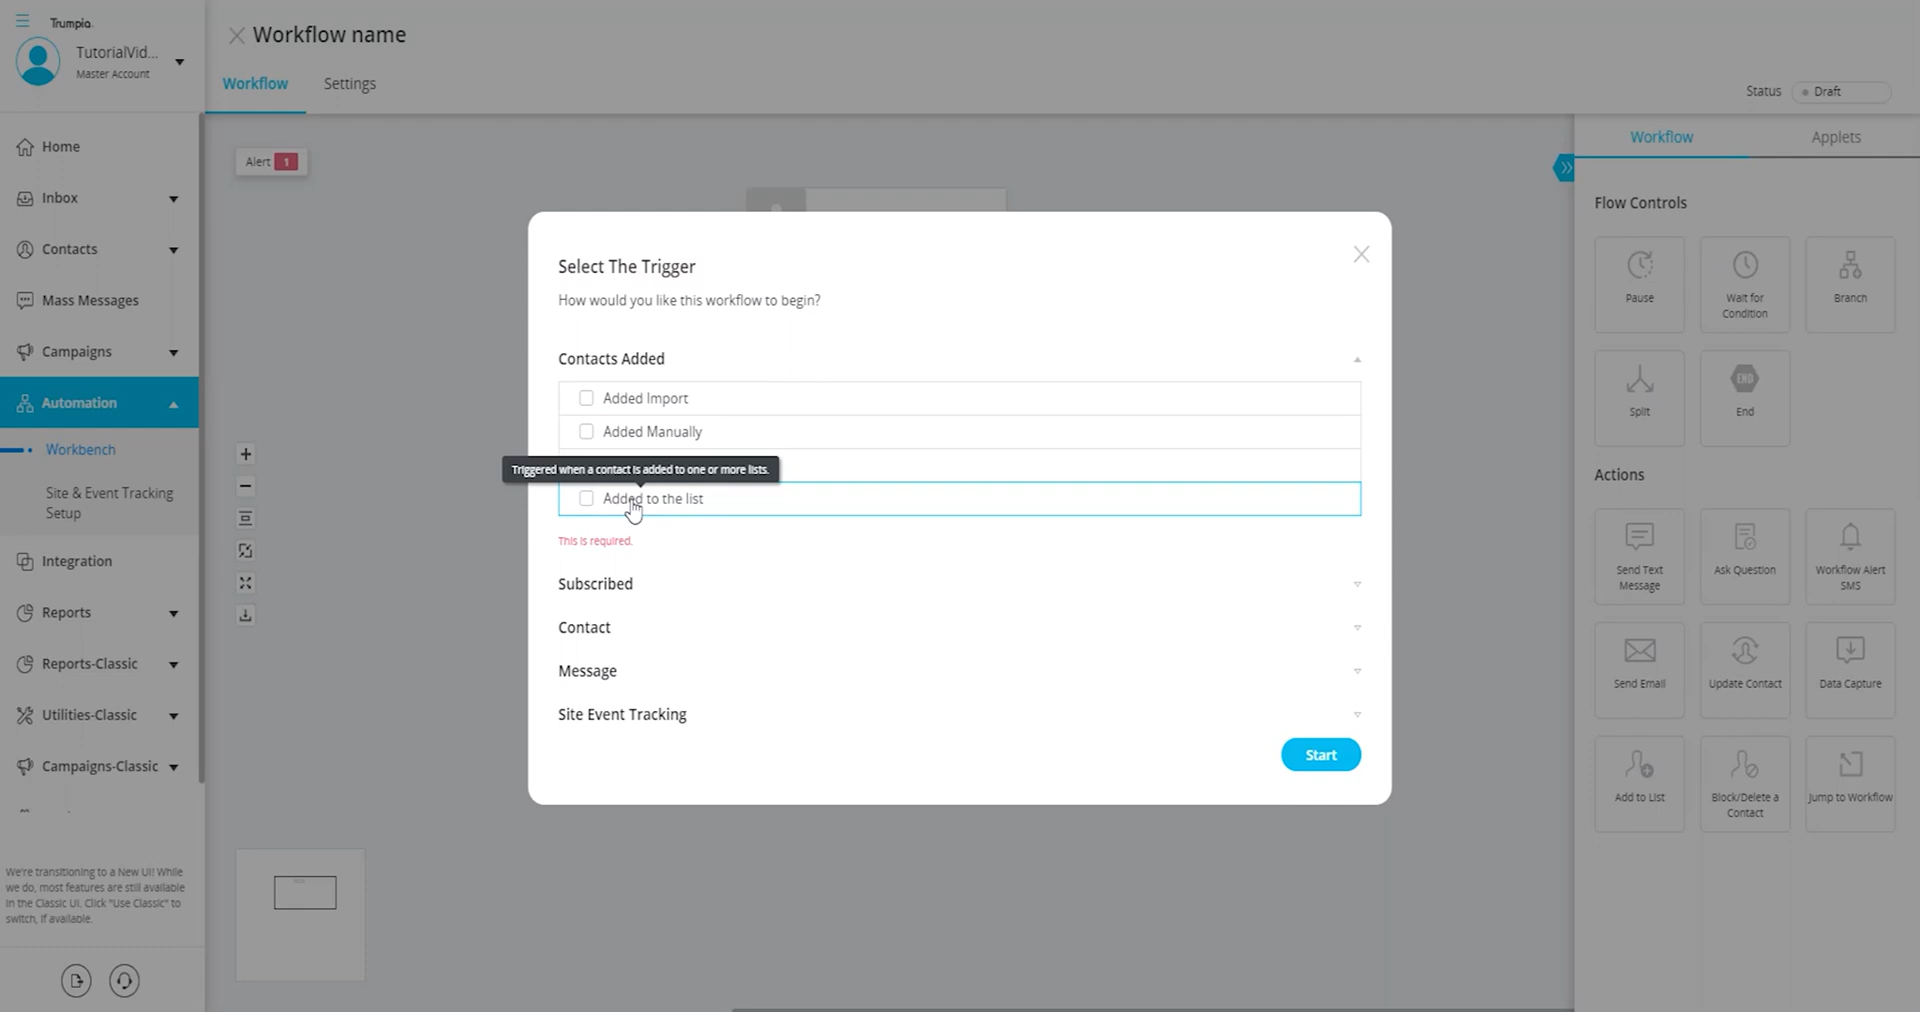 Trumpia
TutorialVid...
Master Account
Home
Inbox
Contacts
Mass Messages
Campaigns
Automation
Workbench
Site & Event Tracking
Setup
Integration
Reports
Reports-Classic
Utilities-Classic
Campaigns-Classic
We're transitioning to a New UI! While
we do, most features are still available
in the Classic UI. Click "Use Classic" to
switch, if available.
Workflow name
Workflow
Settings
Status
Draft
Alert
1
Select The Trigger
How would you like this workflow to begin?
Contacts Added
Added Import
Added Manually
Triggered when a contact is added to one or more lists.
Added to the list
This is required.
Subscribed
Contact
Message
Site Event Tracking
Start
Workflow
Applets
Flow Controls
Pause
Wait for
Condition
Branch
Split
END
End
Actions
Send Text
Message
Ask Question
Workflow Alert
SMS
Send Email
Update Contact
Data Capture
Add to List
Block/Delete a
Contact
Jump to Workflow